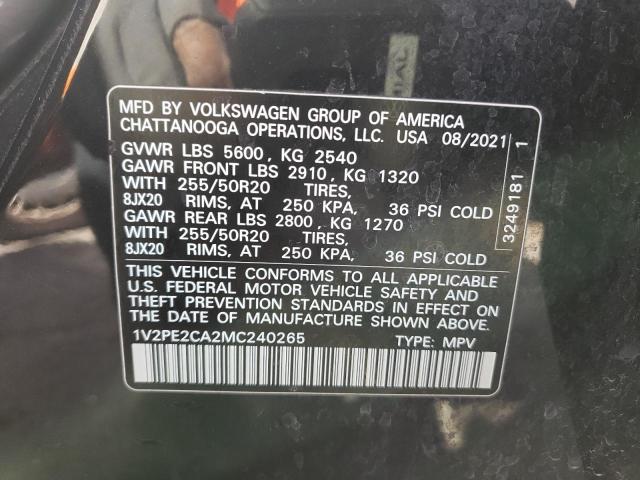 MFD BY VOLKSWAGEN GROUP OF AMERICA
CHATTANOOGA OPERATIONS, LLC. USA 08/2021
GVWR LBS 5600, KG 2540
GAWR FRONT LBS 2910, KG 1320
WITH 255/50R20 TIRES,
8JX20 RIMS, AT 250 KPA, 36 PSI COLD
GAWR REAR LBS 2800, KG 1270
WITH 255/50R20 TIRES,
8JX20 RIMS, AT 250 KPA, 36 PSI COLD
3249181 1
THIS VEHICLE CONFORMS TO ALL APPLICABLE
U.S. FEDERAL MOTOR VEHICLE SAFETY AND
THEFT PREVENTION STANDARDS IN EFFECT ON
THE DATE OF MANUFACTURE SHOWN ABOVE.
1V2PE2CA2MC240265 TYPE: MPV